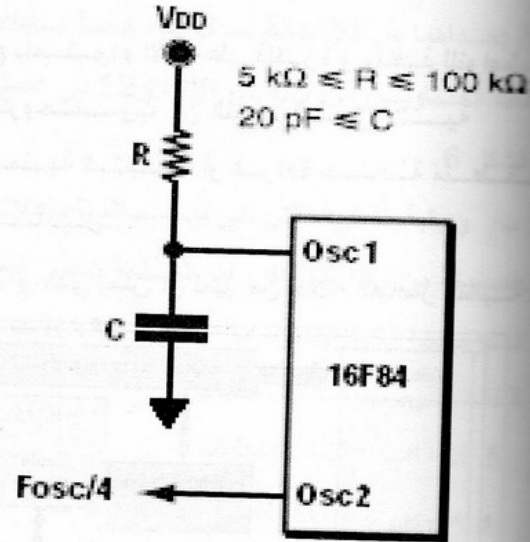 VDD
5 kΩ ≤ R ≤ 100 kΩ
20 pF ≤ C
R
Osc1
C
16F84
Fosc/4
Osc2